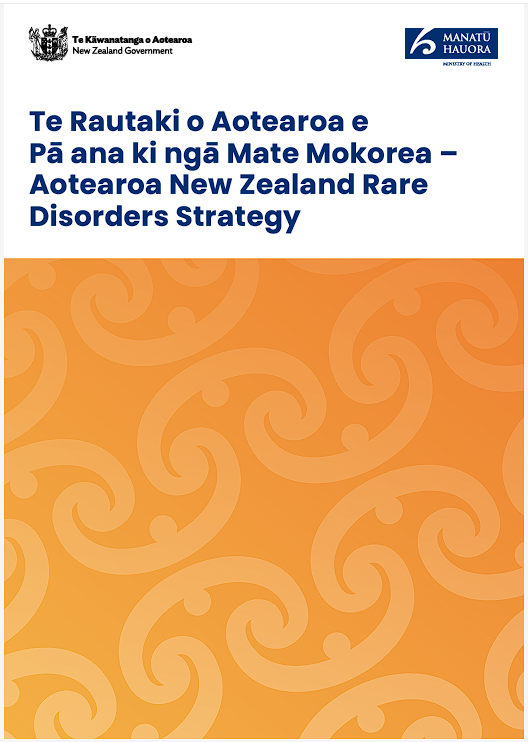 Te Kāwanatanga o Aotearoa
New Zealand Government
MANATŪ
HAUORA
MINISTRY OF HEALTH
Te Rautaki o Aotearoa e
Pā ana ki ngā Mate Mokorea –
Aotearoa New Zealand Rare
Disorders Strategy